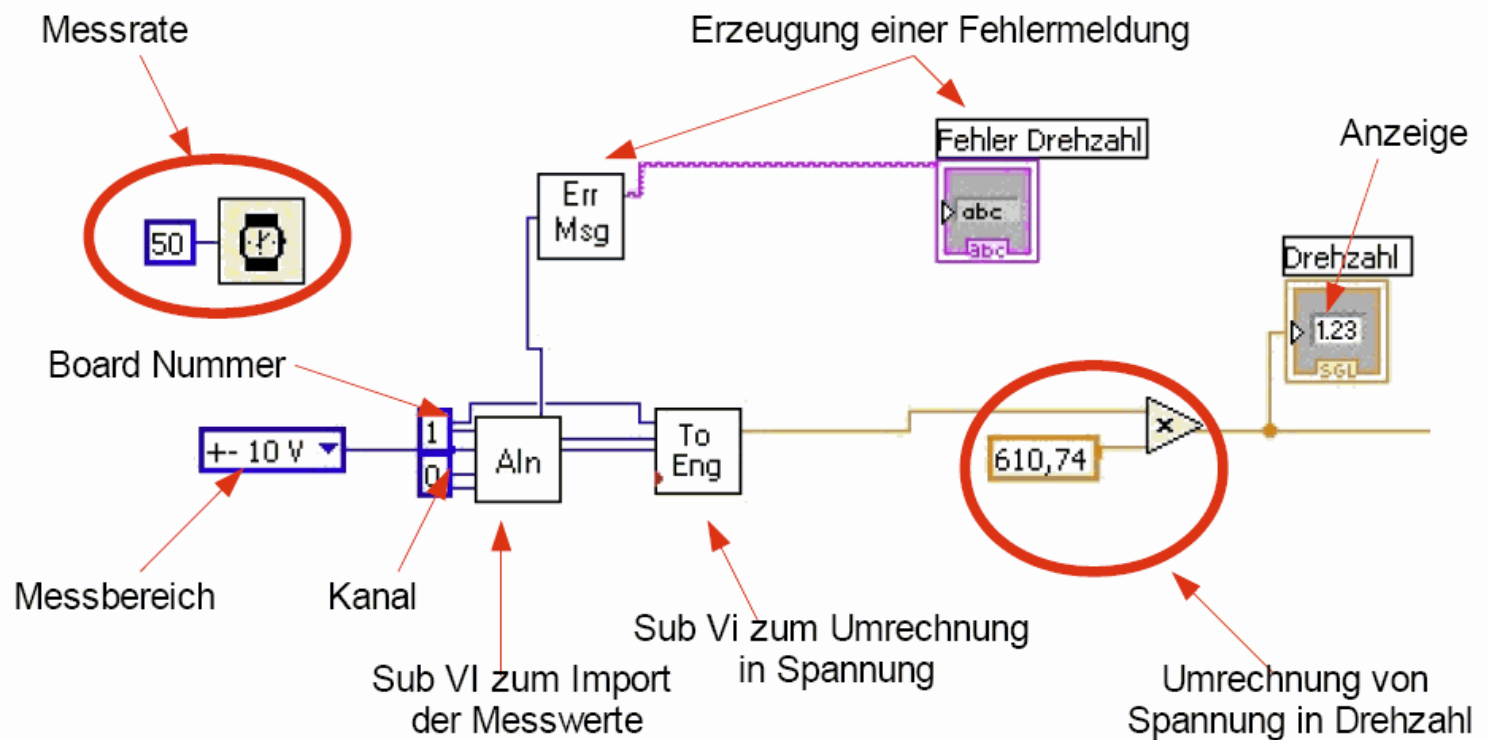 Messrate
Erzeugung einer Fehlermeldung
Fehler Drehzahl
Anzeige
Err
Msg
abc
abc
50
Drehzahl
1.23
SGL
Board Nummer
1
To
Eng
+- 10 V
0
AIn
×
610,74
Messbereich
Kanal
Sub Vi zum Umrechnung
in Spannung
Sub VI zum Import
der Messwerte
Umrechnung von
Spannung in Drehzahl